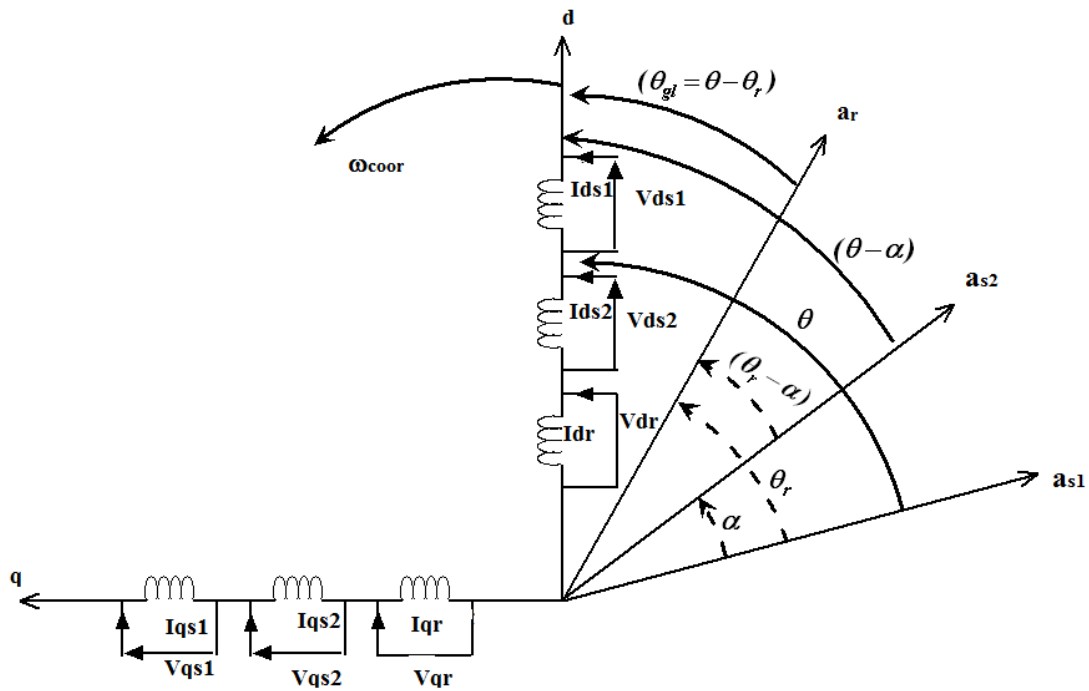 d
(θgl = θ − θr)
ar
ωcoor
Ids1
Vds1
(θ − α)
as2
Ids2
Vds2
θ
(θr − α)
Vdr
Idr
θr
as1
α
q
Iqs1
Iqs2
Iqr
Vqs1
Vqs2
Vqr